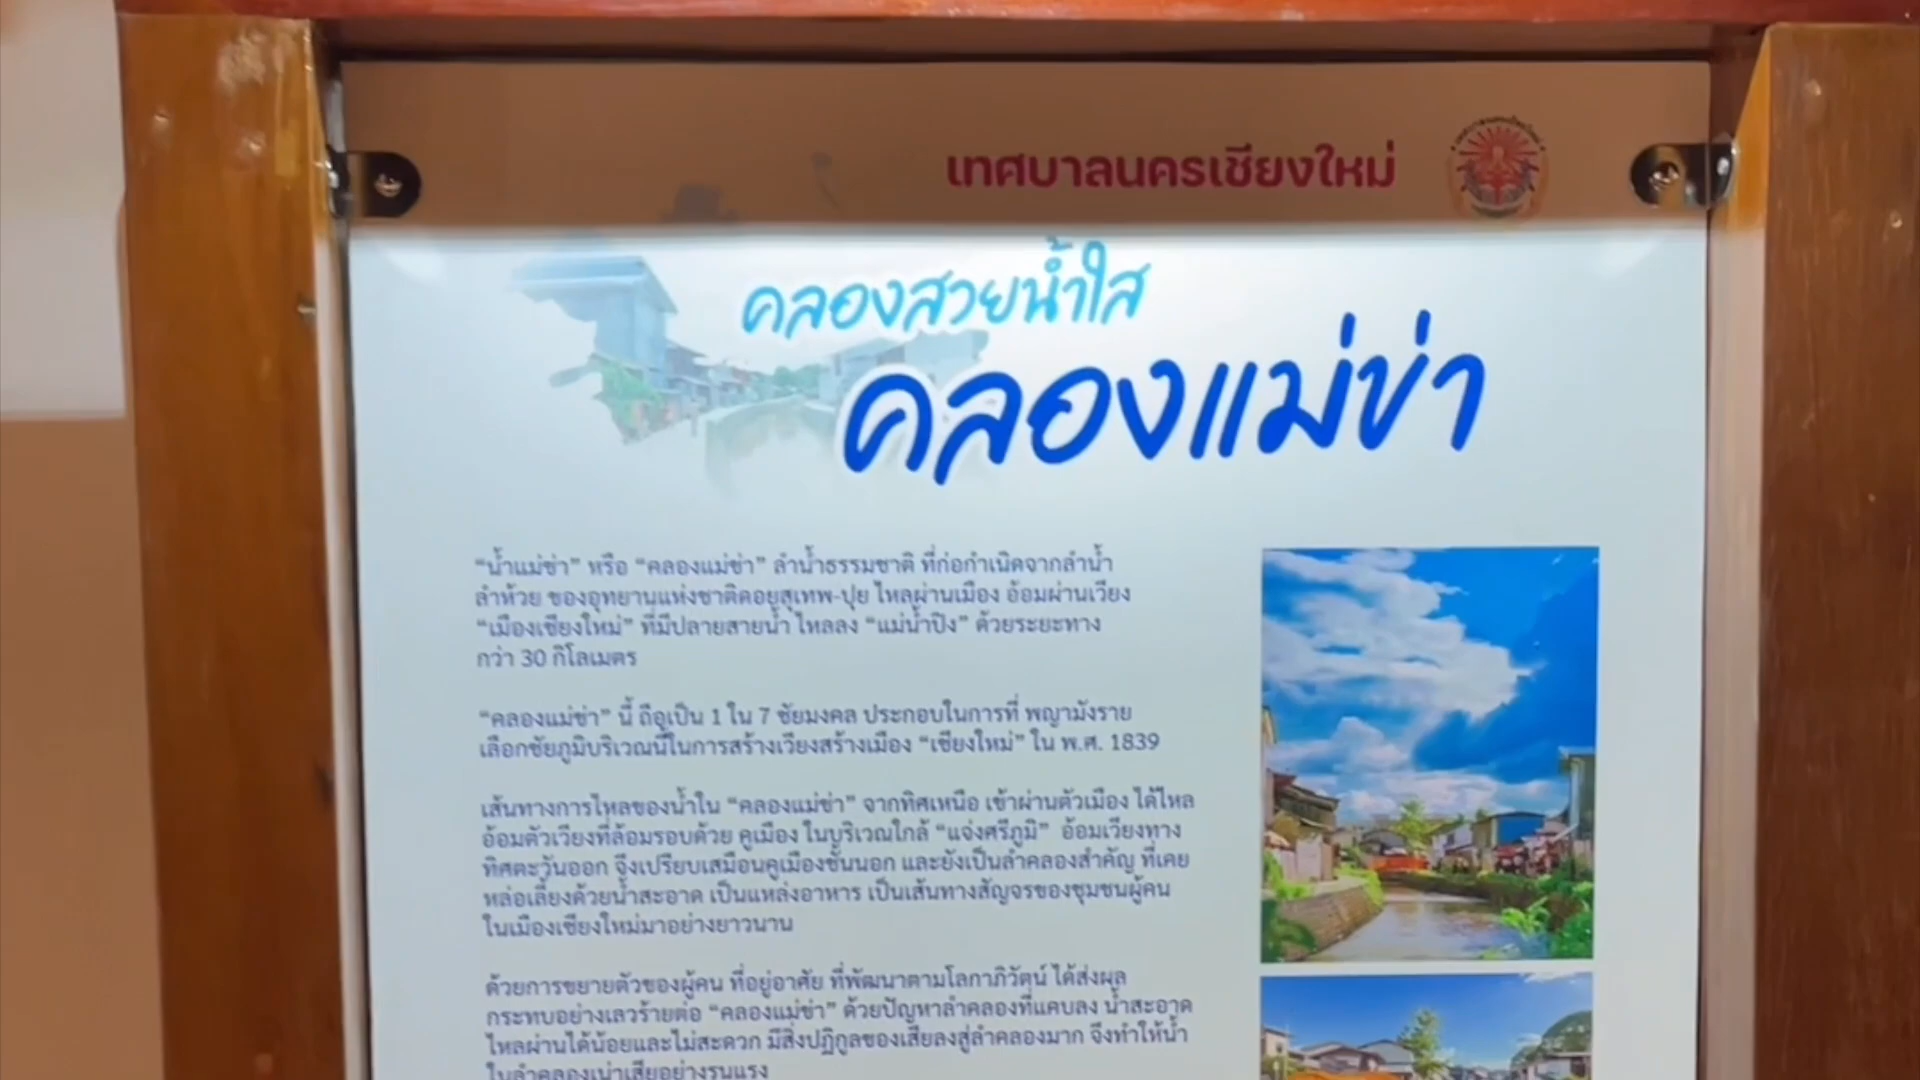 เทศบาลนครเชียงใหม่
คลองสวยน้ำใส
คลองแม่ข่า
“น้ำแม่ข่า” หรือ “คลองแม่ข่า” ลำน้ำธรรมชาติ ที่ก่อกำเนิดจากลำน้ำ
ลำห้วย ของอุทยานแห่งชาติดอยสุเทพ-ปุย ไหลผ่านเมือง อ้อมผ่านเวียง
“เมืองเชียงใหม่” ที่มีปลายสายน้ำ ไหลลง “แม่น้ำปิง” ด้วยระยะทาง
กว่า 30 กิโลเมตร
“คลองแม่ข่า” นี้ ถือเป็น 1 ใน 7 ชัยมงคล ประกอบในการที่ พญามังราย
เลือกชัยภูมิบริเวณนี้ในการสร้างเวียงสร้างเมือง “เชียงใหม่” ใน พ.ศ. 1839
เส้นทางการไหลของน้ำใน “คลองแม่ข่า” จากทิศเหนือ เข้าผ่านตัวเมือง ได้ไหล
อ้อมตัวเวียงที่ล้อมรอบด้วย คูเมือง ในบริเวณใกล้ “แจ่งศรีภูมิ” อ้อมเวียงทาง
ทิศตะวันออก จึงเปรียบเสมือนคูเมืองชั้นนอก และยังเป็นลำคลองสำคัญ ที่เคย
หล่อเลี้ยงด้วยน้ำสะอาด เป็นแหล่งอาหาร เป็นเส้นทางสัญจรของชุมชนผู้คน
ในเมืองเชียงใหม่มาอย่างยาวนาน
ด้วยการขยายตัวของผู้คน ที่อยู่อาศัย ที่พัฒนาตามโลกาภิวัตน์ ได้ส่งผล
กระทบอย่างเลวร้ายต่อ “คลองแม่ข่า” ด้วยปัญหาลำคลองที่แคบลง น้ำสะอาด
ไหลผ่านได้น้อยและไม่สะดวก มีสิ่งปฏิกูลของเสียลงสู่ลำคลองมาก จึงทำให้น้ำ
ในลำคลองเน่าเสียอย่างรุนแรง